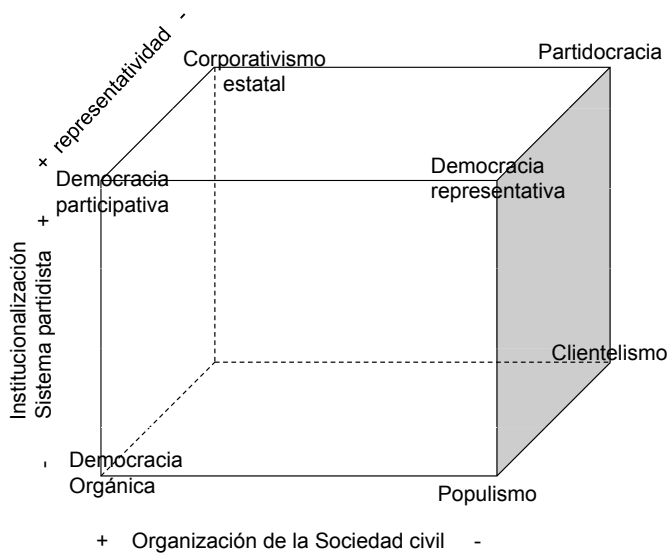 + representatividad -
Corporativismo
estatal
Partidocracia
Democracia
participativa
Democracia
representativa
Institucionalización
Sistema partidista
- +
Clientelismo
Democracia
Orgánica
Populismo
+ Organización de la Sociedad civil -